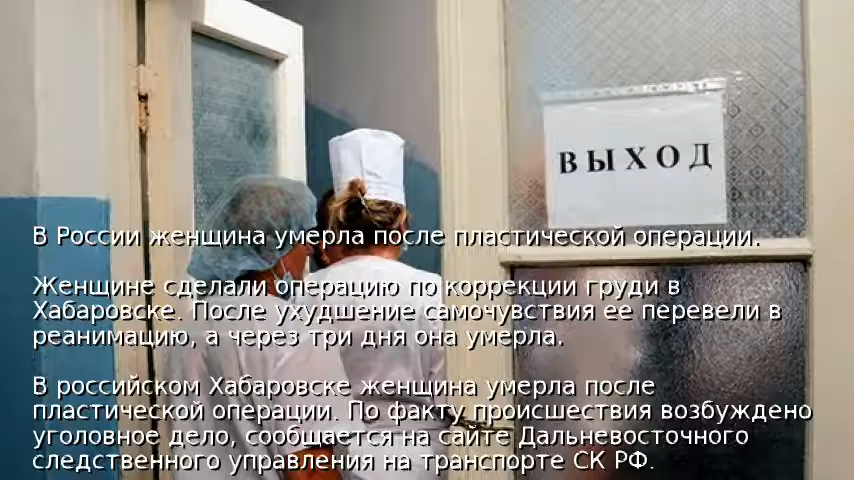 ВЫХОД
В России женщина умерла после пластической операции.
Женщине сделали операцию по коррекции груди в
Хабаровске. После ухудшение самочувствия ее перевели в
реанимацию, а через три дня она умерла.
В российском Хабаровске женщина умерла после
пластической операции. По факту происшествия возбуждено
уголовное дело, сообщается на сайте Дальневосточного
следственного управления на транспорте СК РФ.